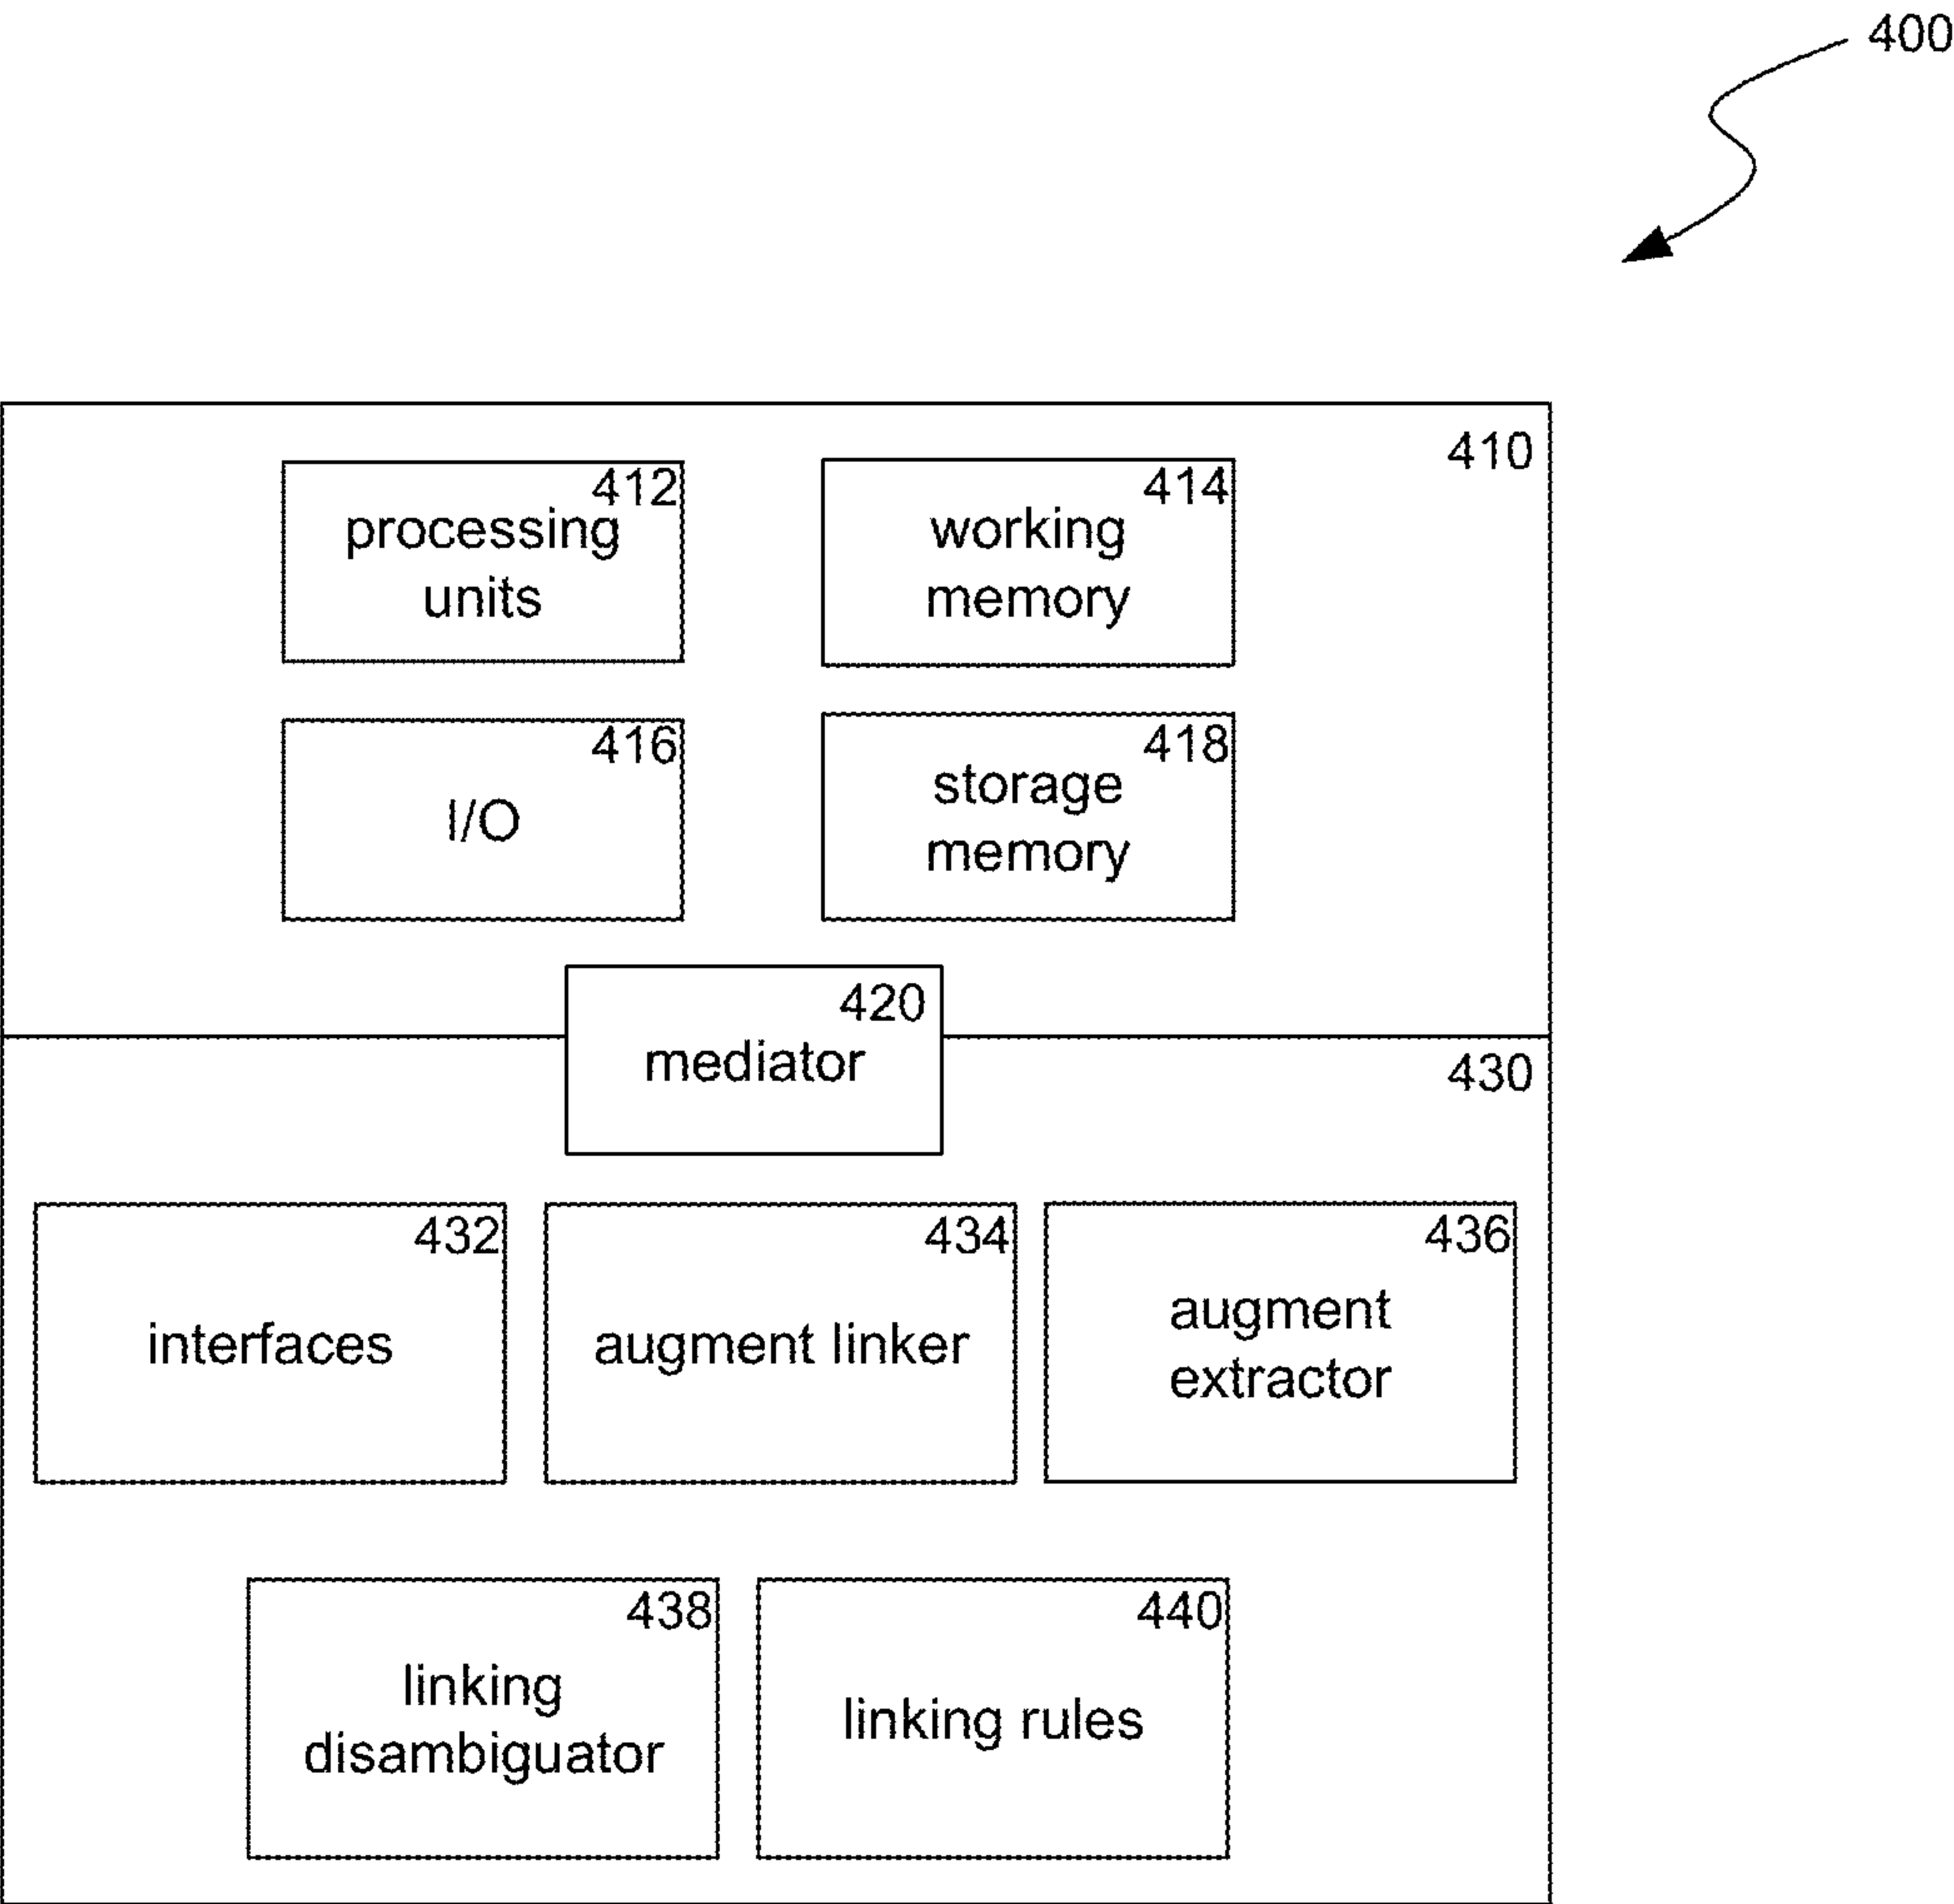 400
410
412
processing
units
414
working
memory
416
I/O
418
storage
memory
420
mediator
430
432
interfaces
434
augment linker
436
augment
extractor
438
linking
disambiguator
440
linking rules